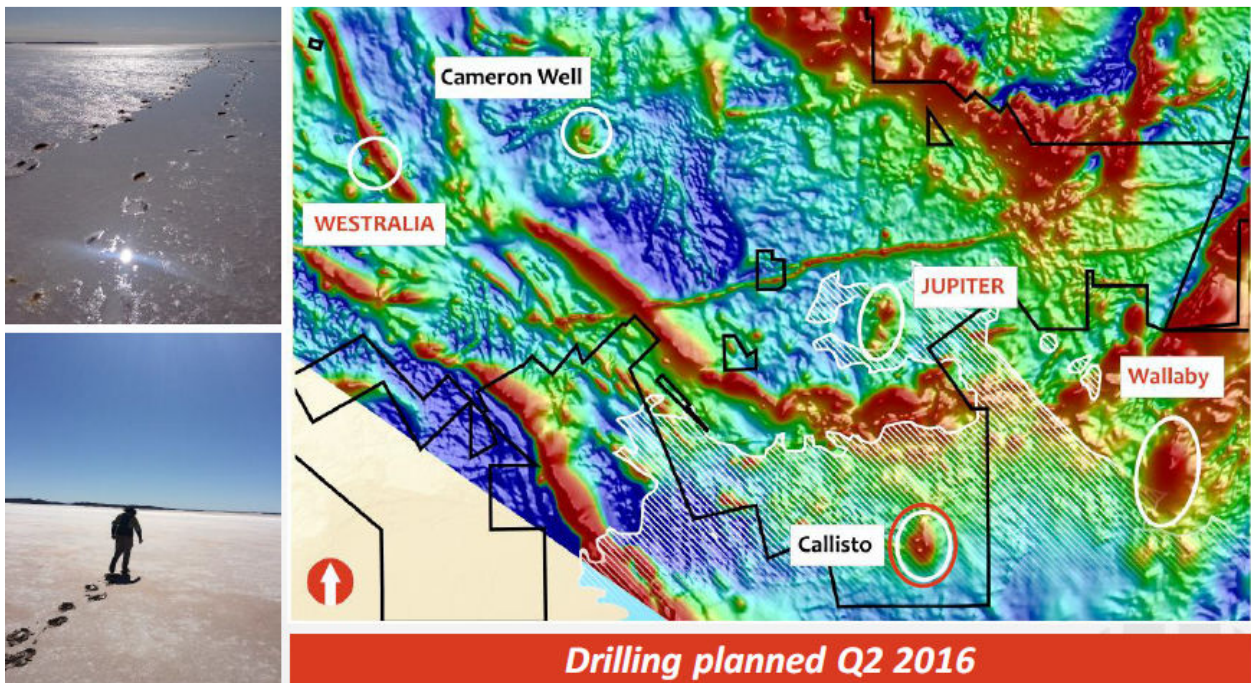 Cameron Well
WESTRALIA
JUPITER
Wallaby
Callisto
Drilling planned Q2 2016